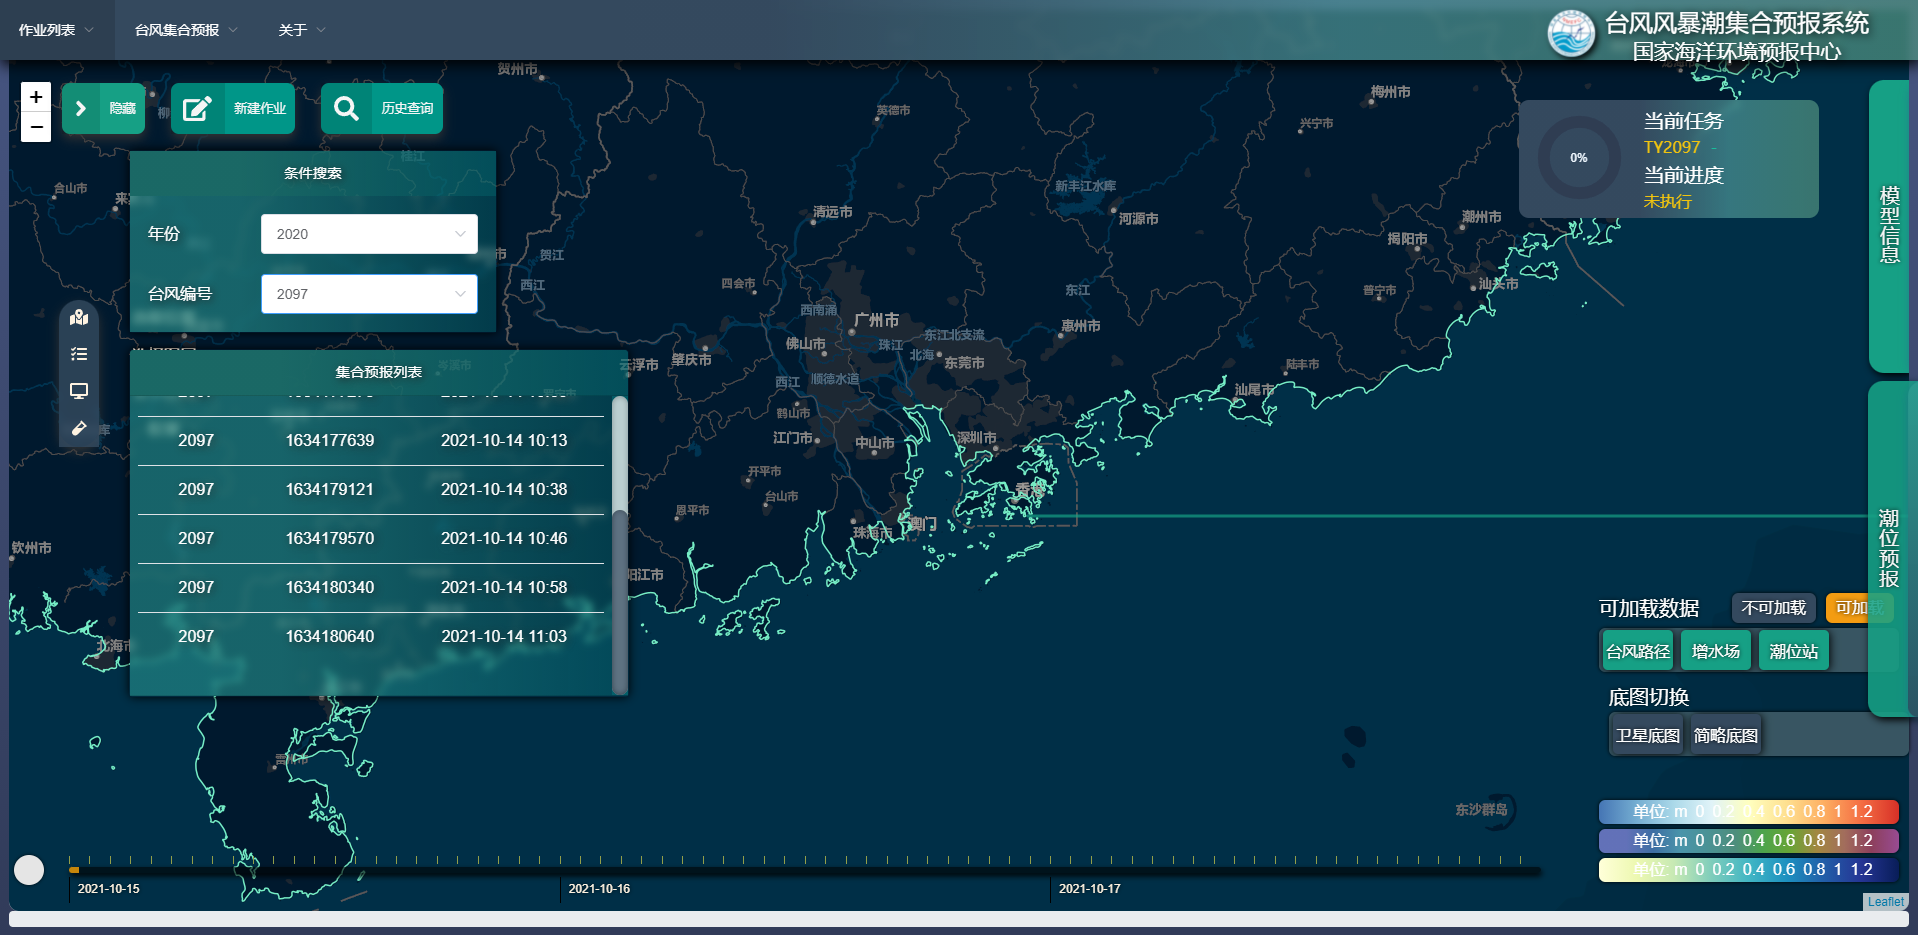 作业列表
台风集合预报
关于
台风风暴潮集合预报系统
国家海洋环境预报中心
+
−
隐藏
新建作业
历史查询
条件搜索
年份
2020
台风编号
2097
集合预报列表
2097 1634177639 2021-10-14 10:13
2097 1634179121 2021-10-14 10:38
2097 1634179570 2021-10-14 10:46
2097 1634180340 2021-10-14 10:58
2097 1634180640 2021-10-14 11:03
0%
当前任务
TY2097 -
当前进度
未执行
模型信息
潮位预报
贺州市
英德市
梅州市
兴宁市
合山市
桂江
新丰江水库
清远市
河源市
潮州市
揭阳市
贺江
西江
四会市
东江
普宁市
汕头市
西南涌
广州市
惠州市
东江北支流
佛山市
珠江
北海
东莞市
肇庆市
云浮市
陆丰市
西江
顺德水道
汕尾市
鹤山市
江门市
中山市
深圳市
开平市
台山市
香港
恩平市
珠海市
澳门
钦州市
阳江市
北海市
雷州市
东沙群岛
可加载数据
不可加载
可加载
台风路径
增水场
潮位站
底图切换
卫星底图
简略底图
单位: m 0 0.2 0.4 0.6 0.8 1 1.2
单位: m 0 0.2 0.4 0.6 0.8 1 1.2
单位: m 0 0.2 0.4 0.6 0.8 1 1.2
2021-10-15
2021-10-16
2021-10-17
Leaflet